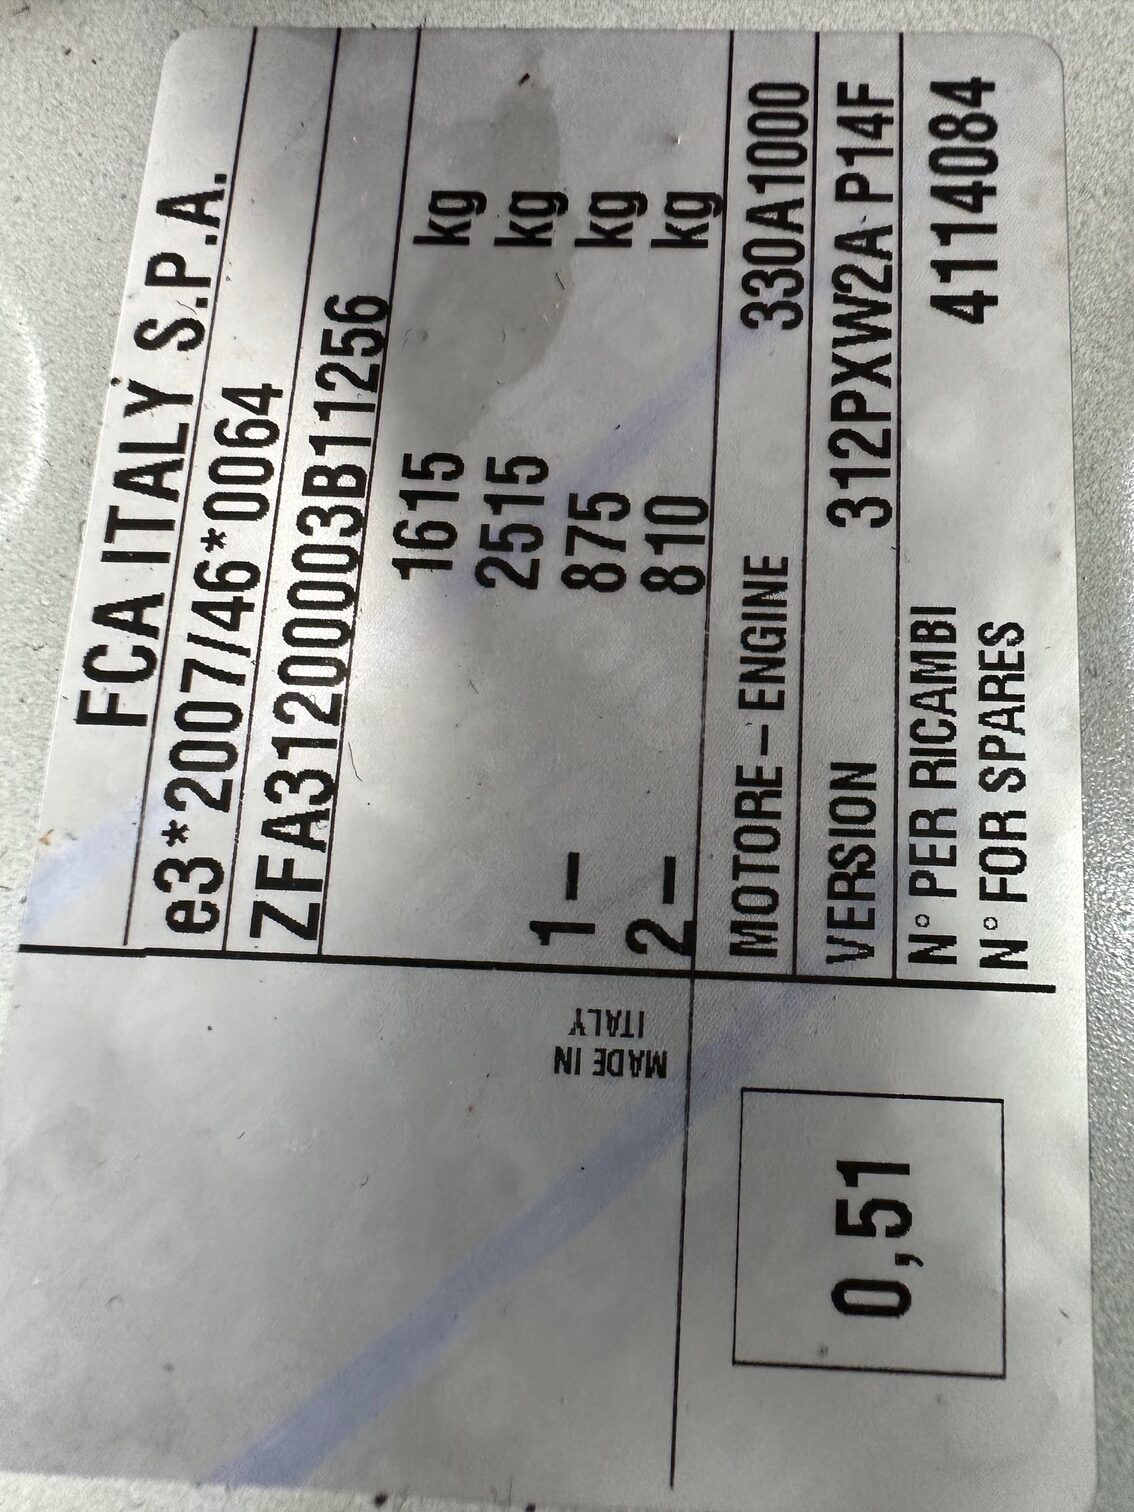 FCA ITALY S.P.A.
e3*2007/46*0064
ZFA3120003B11256
1615 kg
2515 kg
1– 875 kg
2– 810 kg
MOTORE–ENGINE 330A1000
VERSION 312PXW2A P14F
N° PER RICAMBI
N° FOR SPARES 4114084
MADE IN
ITALY
0,51